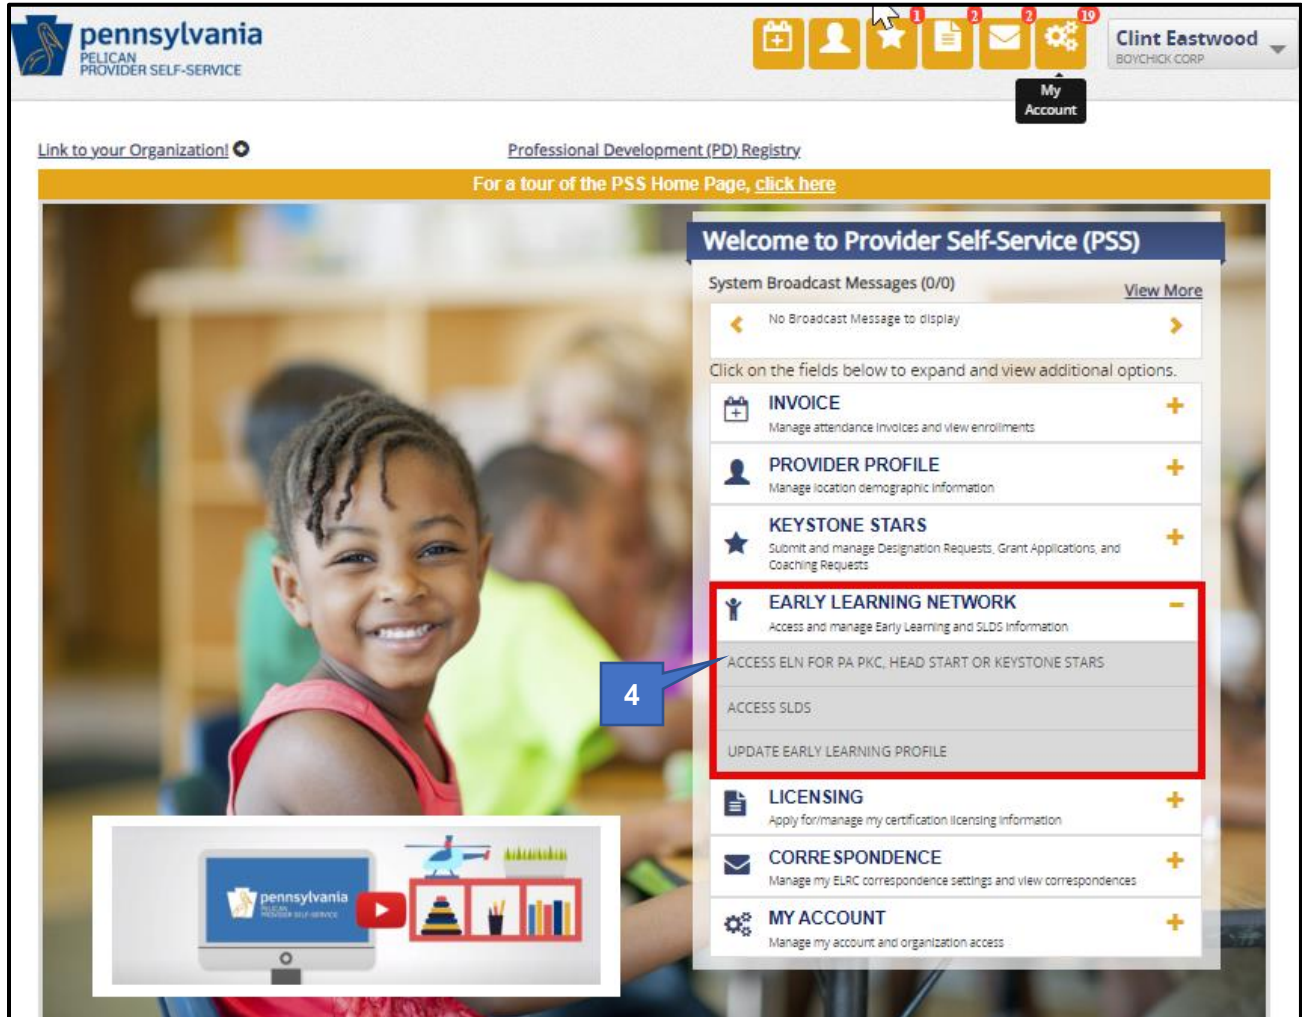 pennsylvania
PELICAN
PROVIDER SELF-SERVICE
1
2
2
19
Clint Eastwood
BOYCHICK CORP
My
Account
Link to your Organization!
Professional Development (PD) Registry
For a tour of the PSS Home Page, click here
Welcome to Provider Self-Service (PSS)
System Broadcast Messages (0/0)
View More
No Broadcast Message to display
Click on the fields below to expand and view additional options.
INVOICE
Manage attendance invoices and view enrollments
PROVIDER PROFILE
Manage location demographic information
KEYSTONE STARS
Submit and manage Designation Requests, Grant Applications, and
Coaching Requests
EARLY LEARNING NETWORK
Access and manage Early Learning and SLDS information
ACCESS ELN FOR PA PKC, HEAD START OR KEYSTONE STARS
4
ACCESS SLDS
UPDATE EARLY LEARNING PROFILE
LICENSING
Apply for/manage my certification licensing information
CORRESPONDENCE
Manage my ELRC correspondence settings and view correspondences
MY ACCOUNT
Manage my account and organization access
pennsylvania
PELICAN
PROVIDER SELF-SERVICE